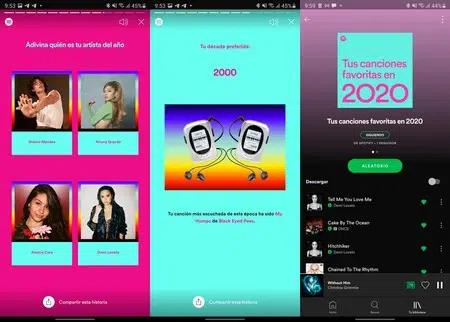 9:53
45%
Adivina quién es tu artista del año
Shawn Mendes
Ariana Grande
Alessia Cara
Demi Lovato
Compartir esta historia
9:53
45%
Tu década preferida:
2000
Tu canción más escuchada de esta época ha sido My
Humps de Black Eyed Peas.
Compartir esta historia
9:59
44%
Tus canciones
favoritas en
2020
Tus canciones favoritas en 2020
SIGUIENDO
DE SPOTIFY • 1 SEGUIDOR
ALEATORIO
Descargar
Tell Me You Love Me
Demi Lovato
Cake By The Ocean
DNCE
Hitchhiker
Demi Lovato
Chained To The Rhythm
Without Him
Christina Grimmie
Inicio
Buscar
Tu biblioteca